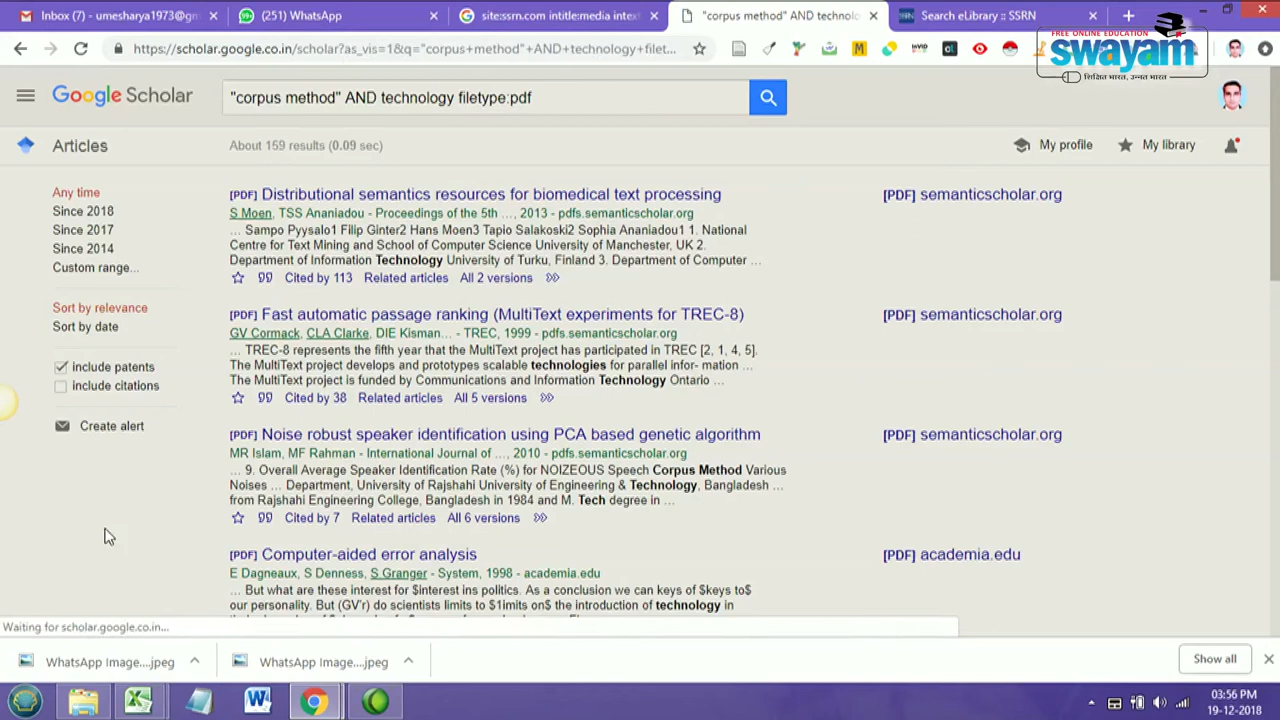 Inbox (7) - umesharya1973@gm
(251) WhatsApp
site:ssrn.com intitle:media intex
"corpus method" AND technolo
Search eLibrary :: SSRN
https://scholar.google.co.in/scholar?as_vis=1&q="corpus+method"+AND+technology+filet...
FREE ONLINE EDUCATION
swayam
शिक्षित भारत, उन्नत भारत
Google Scholar
"corpus method" AND technology filetype:pdf
Articles
About 159 results (0.09 sec)
My profile
My library
Any time
Since 2018
Since 2017
Since 2014
Custom range...
Sort by relevance
Sort by date
include patents
include citations
Create alert
[PDF] Distributional semantics resources for biomedical text processing
S Moen, TSS Ananiadou - Proceedings of the 5th ..., 2013 - pdfs.semanticscholar.org
... Sampo Pyysalo1 Filip Ginter2 Hans Moen3 Tapio Salakoski2 Sophia Ananiadou1 1. National
Centre for Text Mining and School of Computer Science University of Manchester, UK 2.
Department of Information Technology University of Turku, Finland 3. Department of Computer ...
Cited by 113 Related articles All 2 versions
[PDF] semanticscholar.org
[PDF] Fast automatic passage ranking (MultiText experiments for TREC-8)
GV Cormack, CLA Clarke, DIE Kisman... - TREC, 1999 - pdfs.semanticscholar.org
... TREC-8 represents the fifth year that the MultiText project has participated in TREC [2, 1, 4, 5].
The MultiText project develops and prototypes scalable technologies for parallel infor- mation ...
The MultiText project is funded by Communications and Information Technology Ontario ...
Cited by 38 Related articles All 5 versions
[PDF] semanticscholar.org
[PDF] Noise robust speaker identification using PCA based genetic algorithm
MR Islam, MF Rahman - International Journal of ..., 2010 - pdfs.semanticscholar.org
... 9. Overall Average Speaker Identification Rate (%) for NOIZEOUS Speech Corpus Method Various
Noises ... Department, University of Rajshahi University of Engineering & Technology, Bangladesh ...
from Rajshahi Engineering College, Bangladesh in 1984 and M. Tech degree in ...
Cited by 7 Related articles All 6 versions
[PDF] semanticscholar.org
[PDF] Computer-aided error analysis
E Dagneaux, S Denness, S Granger - System, 1998 - academia.edu
... But what are these interest for $interest ins politics. As a conclusion we can keys of $keys to$
our personality. But (GV'r) do scientists limits to $1imits on$ the introduction of technology in
[PDF] academia.edu
Waiting for scholar.google.co.in...
WhatsApp Image....jpeg
WhatsApp Image....jpeg
Show all
03:56 PM
19-12-2018